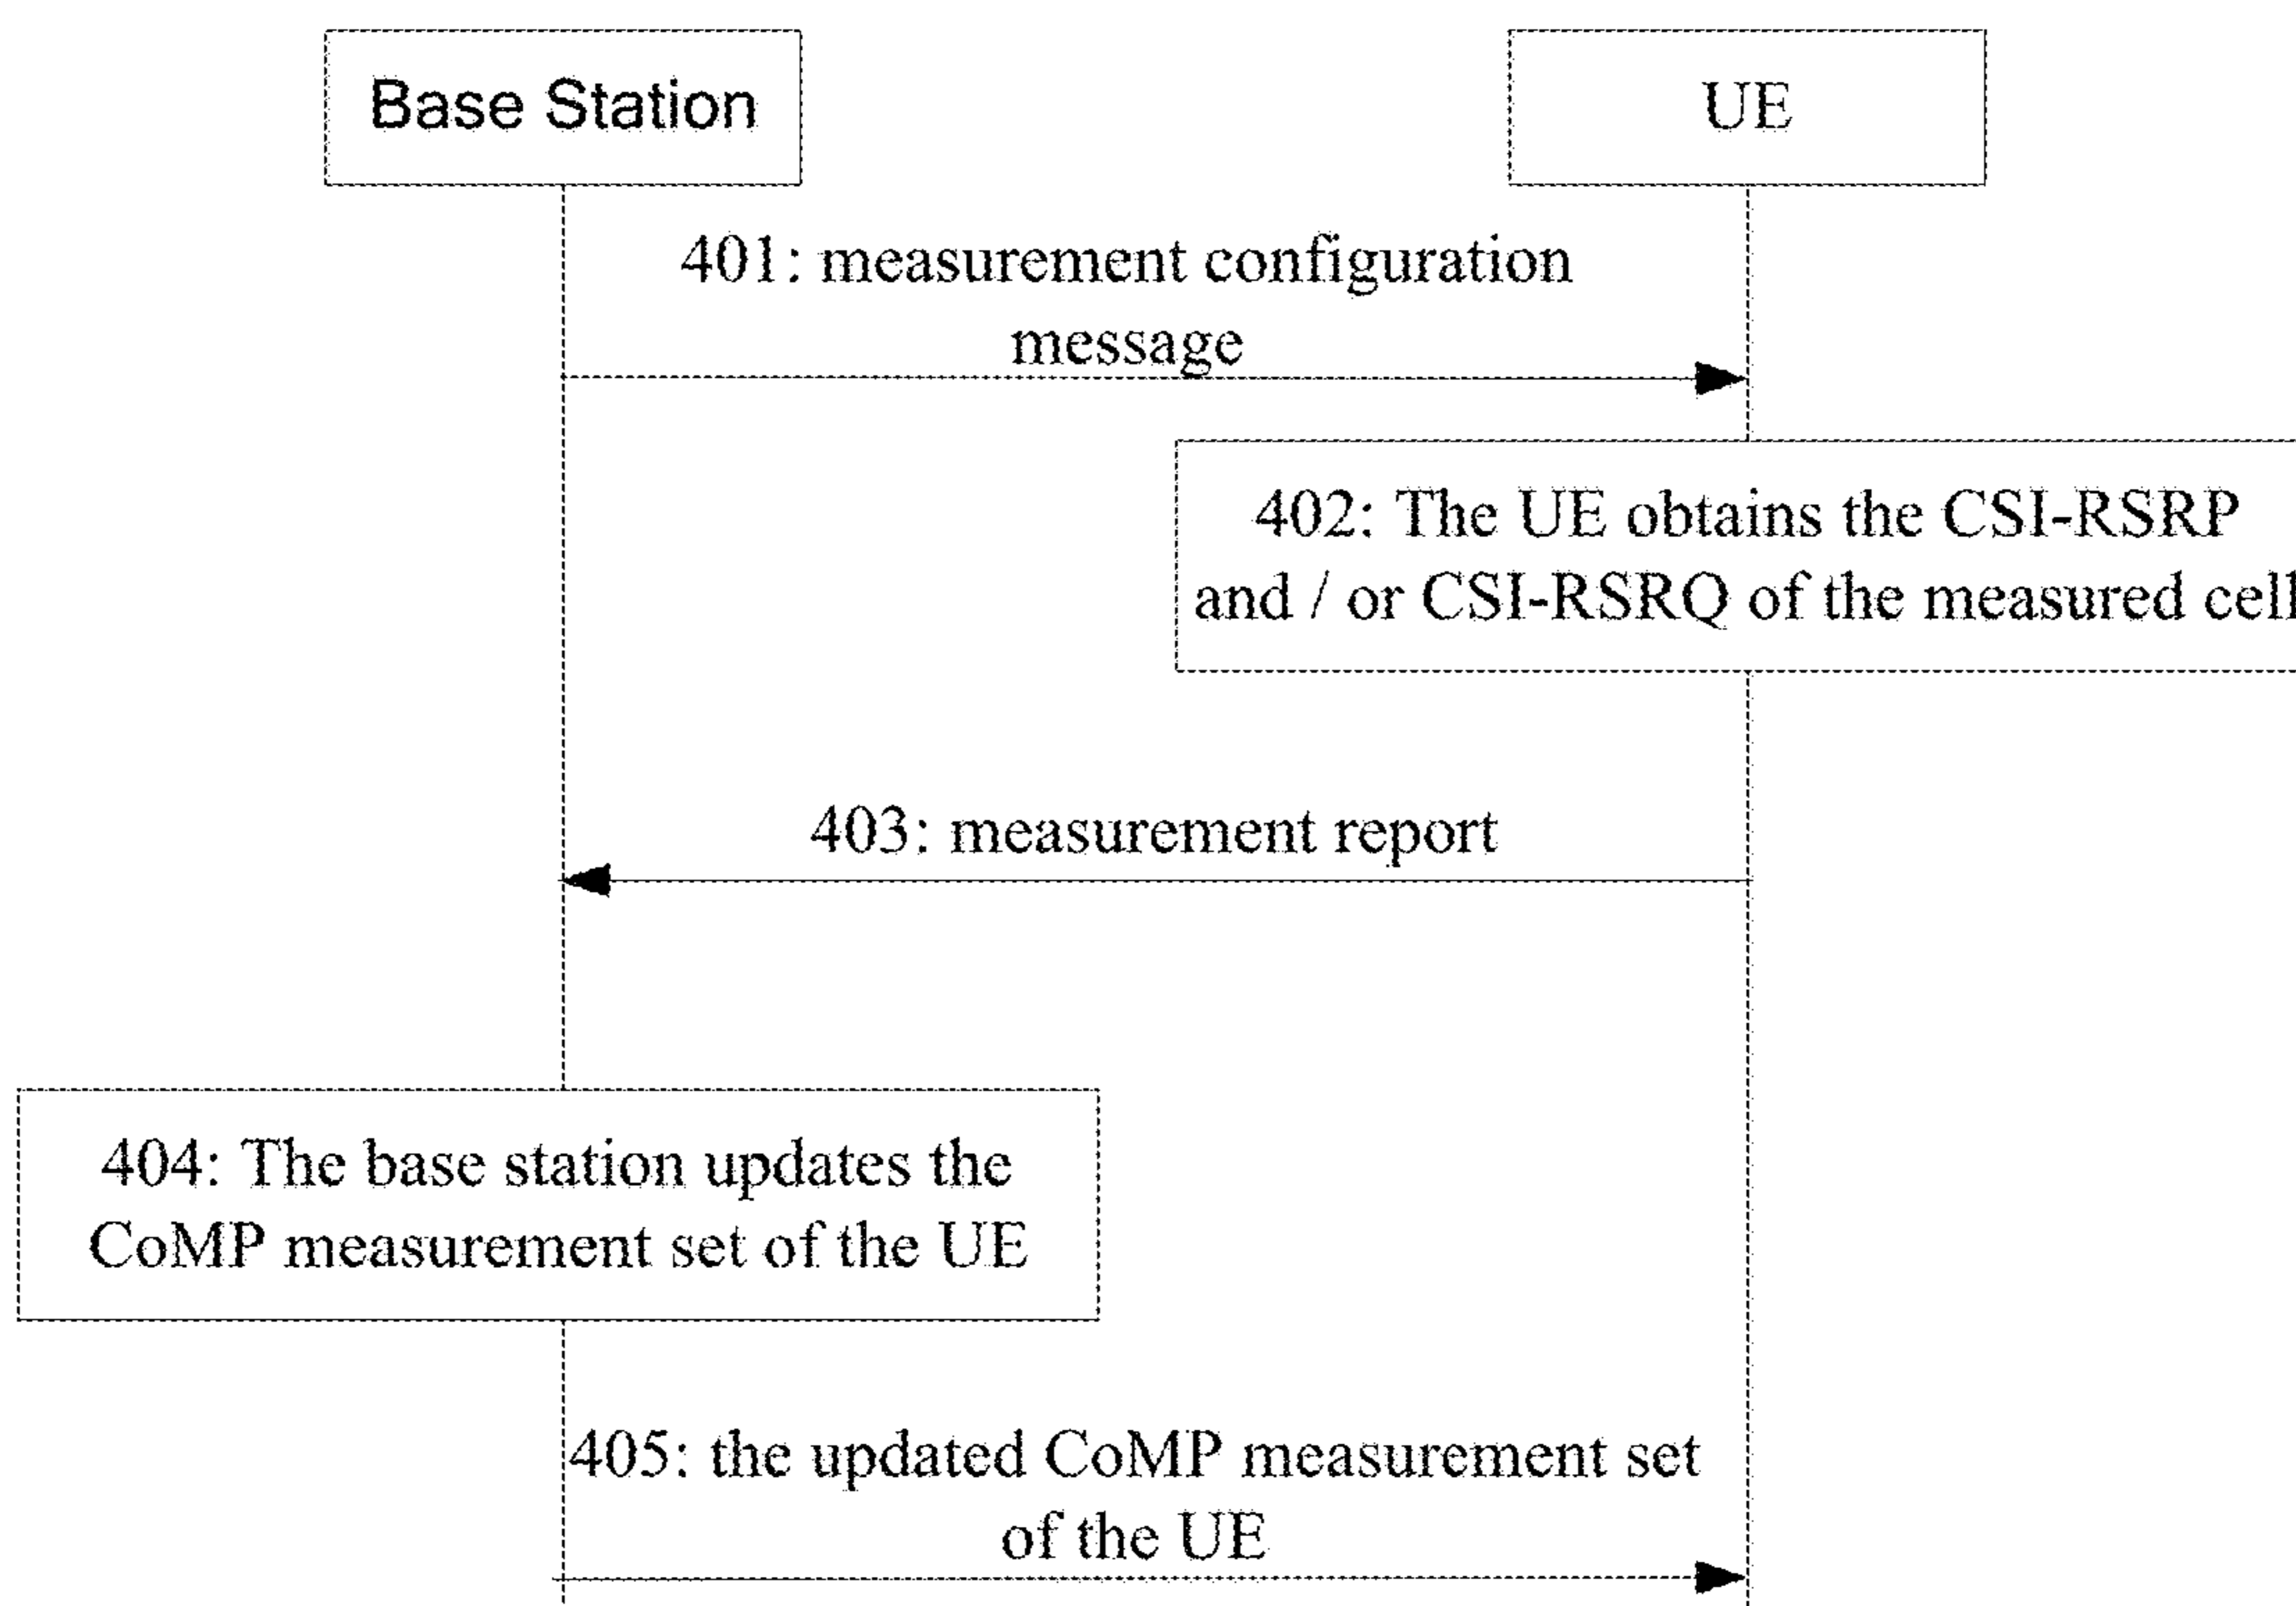 Base Station
UE
401: measurement configuration
message
402: The UE obtains the CSI-RSRP
and / or CSI-RSRQ of the measured cell
403: measurement report
404: The base station updates the
CoMP measurement set of the UE
405: the updated CoMP measurement set
of the UE